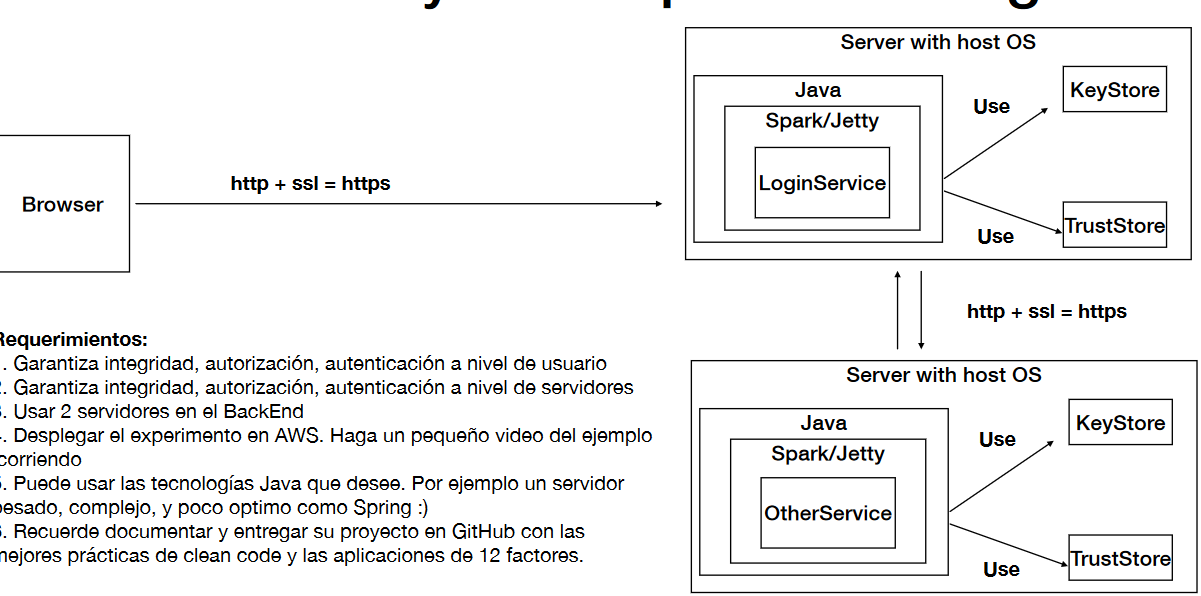 Server with host OS
Java
KeyStore
Use
Spark/Jetty
LoginService
http + ssl = https
Browser
TrustStore
Use
http + ssl = https
Requerimientos:
. Garantiza integridad, autorización, autenticación a nivel de usuario
. Garantiza integridad, autorización, autenticación a nivel de servidores
. Usar 2 servidores en el BackEnd
. Desplegar el experimento en AWS. Haga un pequeño video del ejemplo
corriendo
. Puede usar las tecnologías Java que desee. Por ejemplo un servidor
pesado, complejo, y poco optimo como Spring :)
. Recuerde documentar y entregar su proyecto en GitHub con las
mejores prácticas de clean code y las aplicaciones de 12 factores.
Server with host OS
Java
KeyStore
Use
Spark/Jetty
OtherService
TrustStore
Use